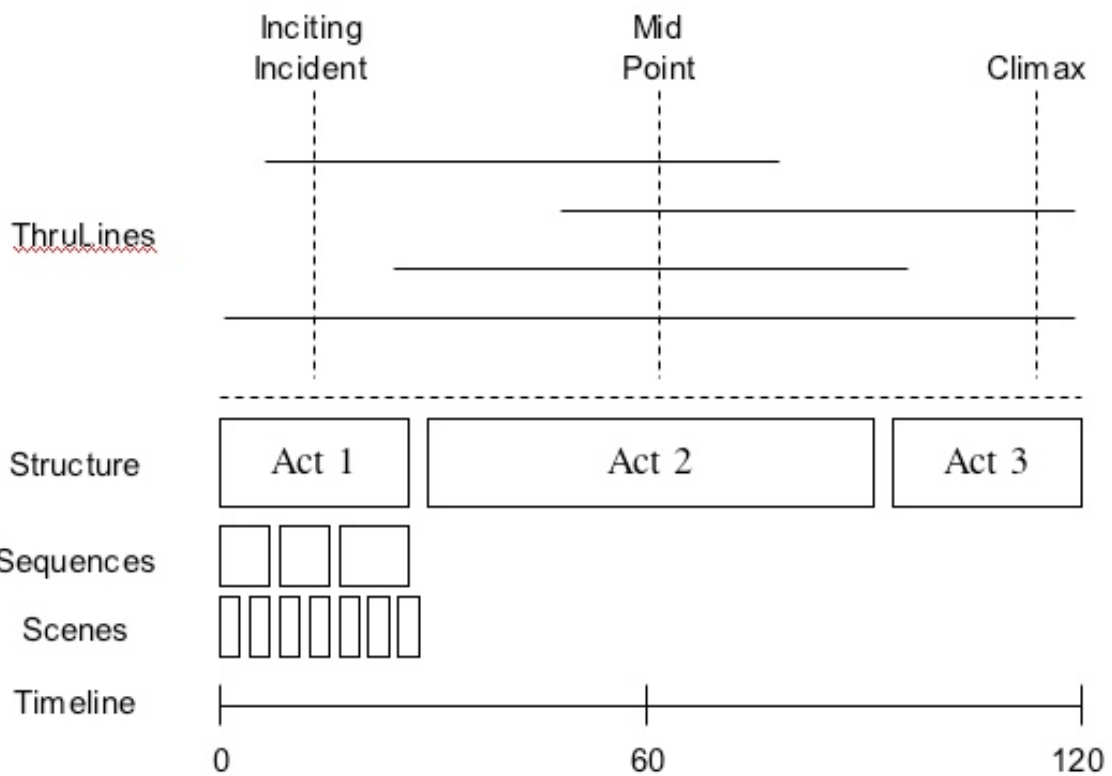 Inciting
Incident
Mid
Point
Climax
ThruLines
Structure
Act 1
Act 2
Act 3
Sequences
Scenes
Timeline
0
60
120